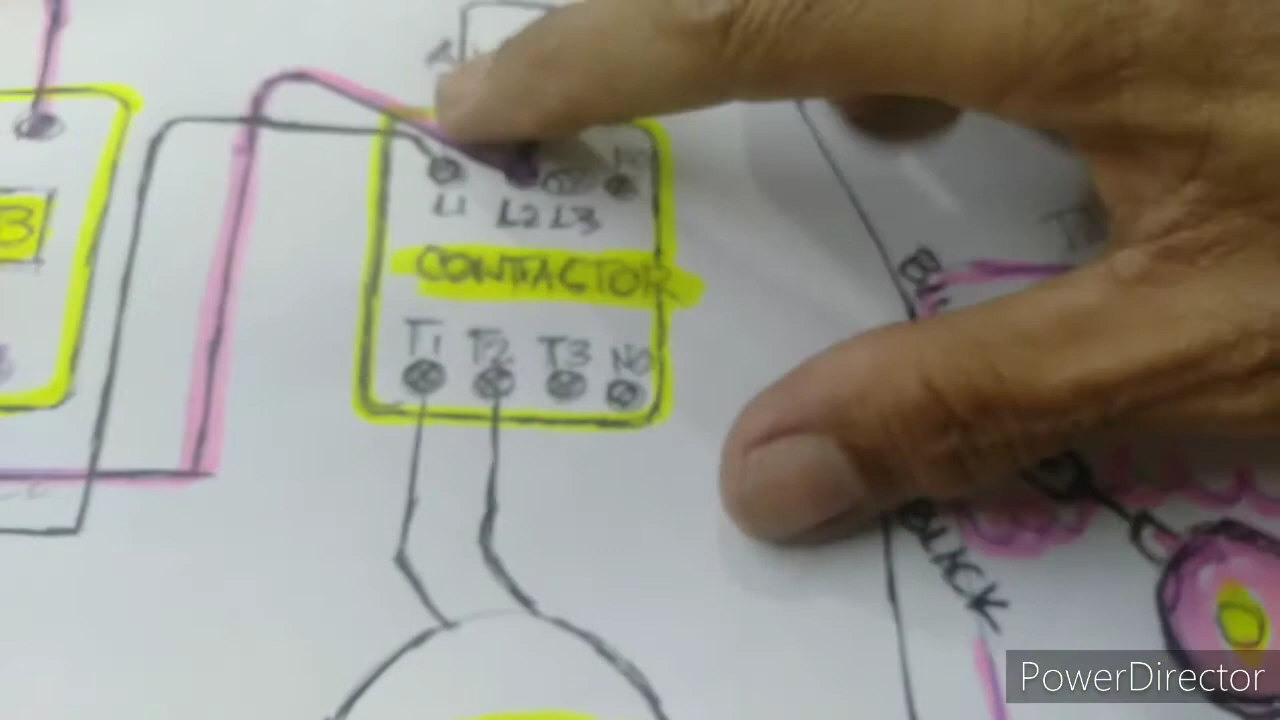 L1 L2 L3
CONTACTOR
T1 T2 T3 NO
BLACK
PowerDirector